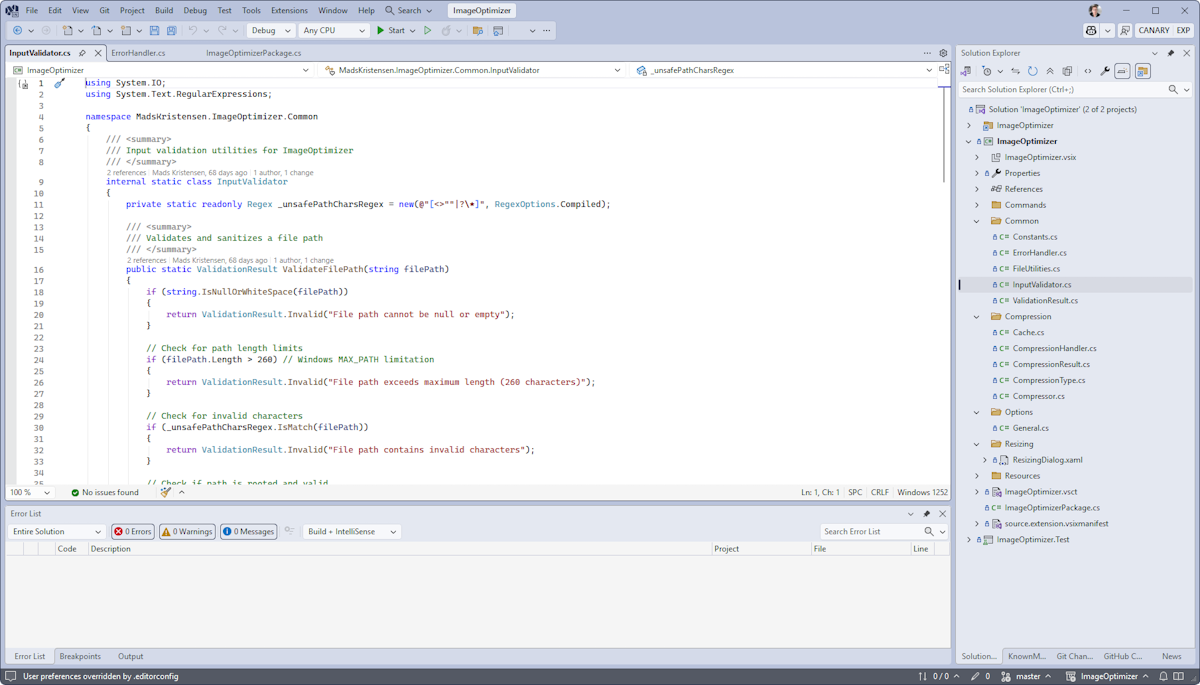 File Edit View Git Project Build Debug Test Tools Extensions Window Help Search ImageOptimizer
Debug Any CPU Start CANARY EXP
InputValidator.cs ErrorHandler.cs ImageOptimizerPackage.cs
ImageOptimizer MadsKristensen.ImageOptimizer.Common.InputValidator _unsafePathCharsRegex
1 using System.IO;
2 using System.Text.RegularExpressions;
3
4 namespace MadsKristensen.ImageOptimizer.Common
5 {
6 /// <summary>
7 /// Input validation utilities for ImageOptimizer
8 /// </summary>
2 references | Mads Kristensen, 68 days ago | 1 author, 1 change
9 internal static class InputValidator
10 {
11 private static readonly Regex _unsafePathCharsRegex = new(@"[<>""|?\*]", RegexOptions.Compiled);
12
13 /// <summary>
14 /// Validates and sanitizes a file path
15 /// </summary>
2 references | Mads Kristensen, 68 days ago | 1 author, 1 change
16 public static ValidationResult ValidateFilePath(string filePath)
17 {
18 if (string.IsNullOrWhiteSpace(filePath))
19 {
20 return ValidationResult.Invalid("File path cannot be null or empty");
21 }
22
23 // Check for path length limits
24 if (filePath.Length > 260) // Windows MAX_PATH limitation
25 {
26 return ValidationResult.Invalid("File path exceeds maximum length (260 characters)");
27 }
28
29 // Check for invalid characters
30 if (_unsafePathCharsRegex.IsMatch(filePath))
31 {
32 return ValidationResult.Invalid("File path contains invalid characters");
33 }
34
35 // Check if path is rooted and valid
100 % No issues found Ln: 1, Ch: 1 SPC CRLF Windows 1252
Error List
Entire Solution 0 Errors 0 Warnings 0 Messages Build + IntelliSense Search Error List
Code Description Project File Line
Error List Breakpoints Output
Solution Explorer
Search Solution Explorer (Ctrl+;)
Solution 'ImageOptimizer' (2 of 2 projects)
ImageOptimizer
C# ImageOptimizer
ImageOptimizer.vsix
Properties
References
Commands
Common
C# Constants.cs
C# ErrorHandler.cs
C# FileUtilities.cs
C# InputValidator.cs
C# ValidationResult.cs
Compression
C# Cache.cs
C# CompressionHandler.cs
C# CompressionResult.cs
C# CompressionType.cs
C# Compressor.cs
Options
C# General.cs
Resizing
ResizingDialog.xaml
Resources
ImageOptimizer.vsct
C# ImageOptimizerPackage.cs
source.extension.vsixmanifest
ImageOptimizer.Test
Solution... KnownM... Git Chan... GitHub C... News
User preferences overridden by .editorconfig 0 / 0 0 master ImageOptimizer